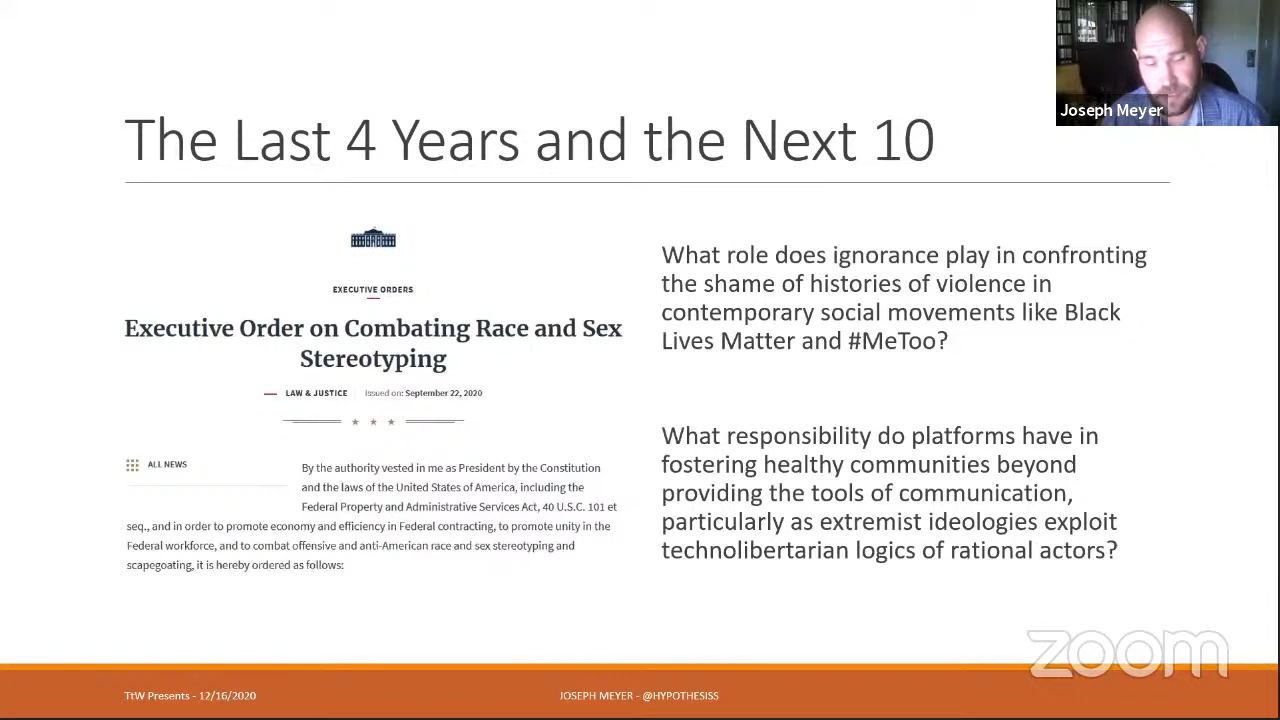 Joseph Meyer
The Last 4 Years and the Next 10
EXECUTIVE ORDERS
Executive Order on Combating Race and Sex
Stereotyping
LAW & JUSTICE Issued on: September 22, 2020
ALL NEWS
By the authority vested in me as President by the Constitution
and the laws of the United States of America, including the
Federal Property and Administrative Services Act, 40 U.S.C. 101 et
seq., and in order to promote economy and efficiency in Federal contracting, to promote unity in the
Federal workforce, and to combat offensive and anti-American race and sex stereotyping and
scapegoating, it is hereby ordered as follows:
What role does ignorance play in confronting
the shame of histories of violence in
contemporary social movements like Black
Lives Matter and #MeToo?
What responsibility do platforms have in
fostering healthy communities beyond
providing the tools of communication,
particularly as extremist ideologies exploit
technolibertarian logics of rational actors?
zoom
TtW Presents - 12/16/2020
JOSEPH MEYER - @HYPOTHESISS